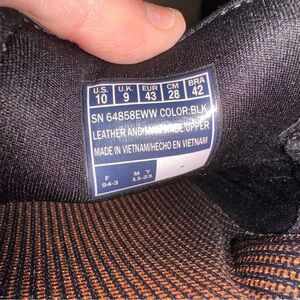 U.S. U.K. EUR CM BRA
10 9 43 28 42
SN 64858EWW COLOR:BLK
LEATHER AND MAN MADE UPPER
MADE IN VIETNAM/HECHO EN VIETNAM
F M Y
04-3 11-23